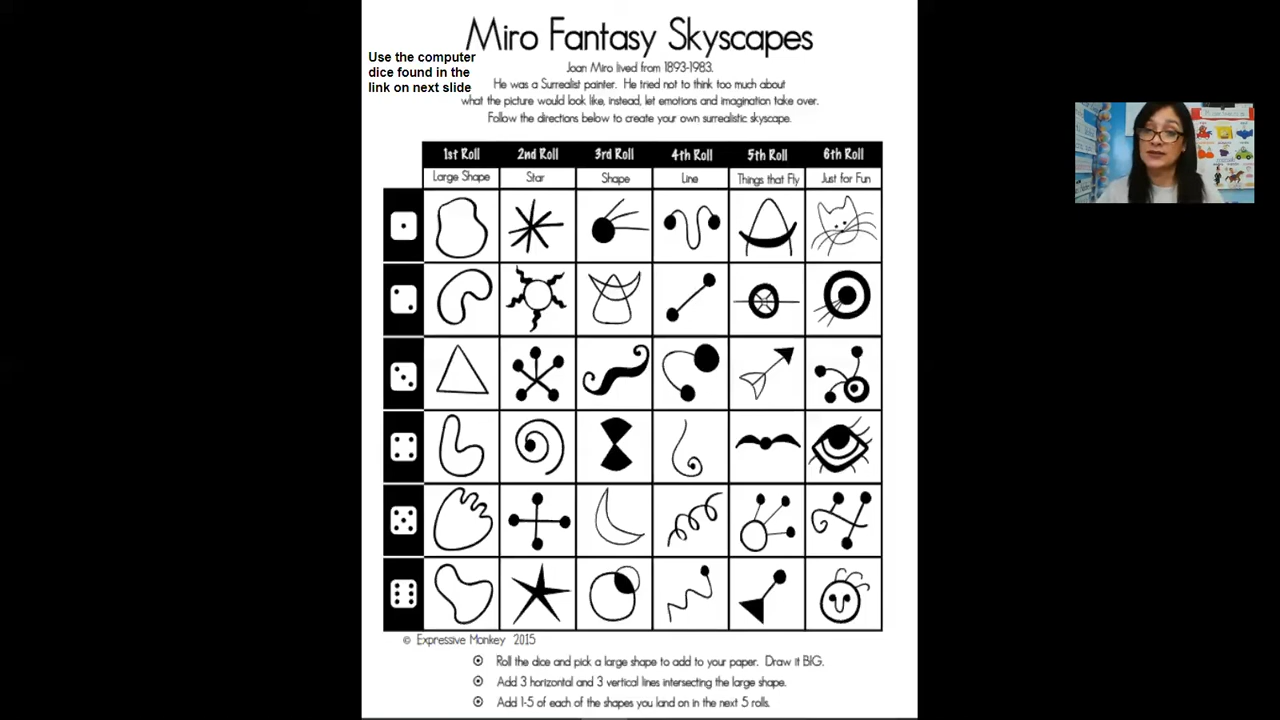 Miro Fantasy Skyscapes
Use the computer
dice found in the
link on next slide
Joan Miro lived from 1893-1983.
He was a Surrealist painter. He tried not to think too much about
what the picture would look like, instead, let emotions and imagination take over.
Follow the directions below to create your own surrealistic skyscape.
1st Roll 2nd Roll 3rd Roll 4th Roll 5th Roll 6th Roll
Large Shape Star Shape Line Things that Fly Just for Fun
© Expressive Monkey 2015
Roll the dice and pick a large shape to add to your paper. Draw it BIG.
Add 3 horizontal and 3 vertical lines intersecting the large shape.
Add 1-5 of each of the shapes you land on in the next 5 rolls.